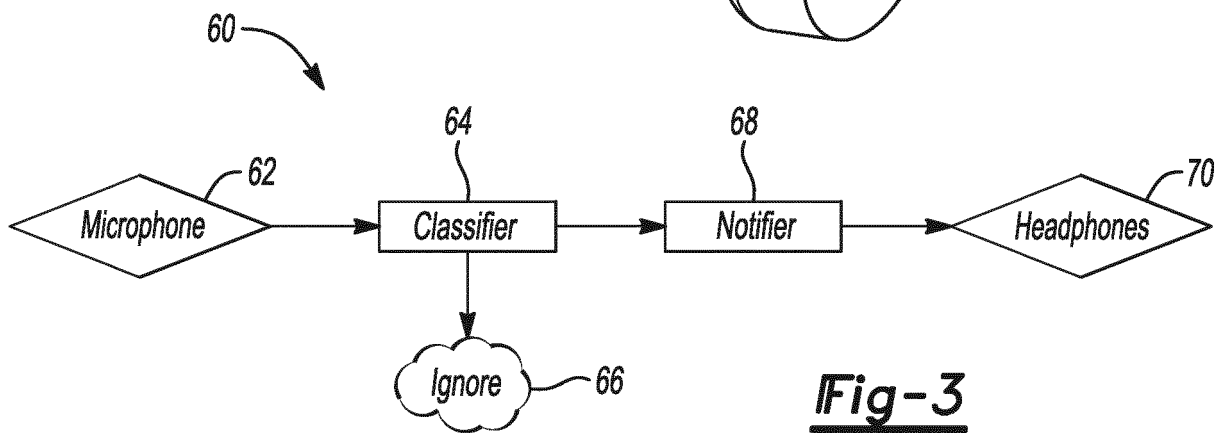 60
64
68
62
70
Microphone
Classifier
Notifier
Headphones
Ignore
66
Fig-3